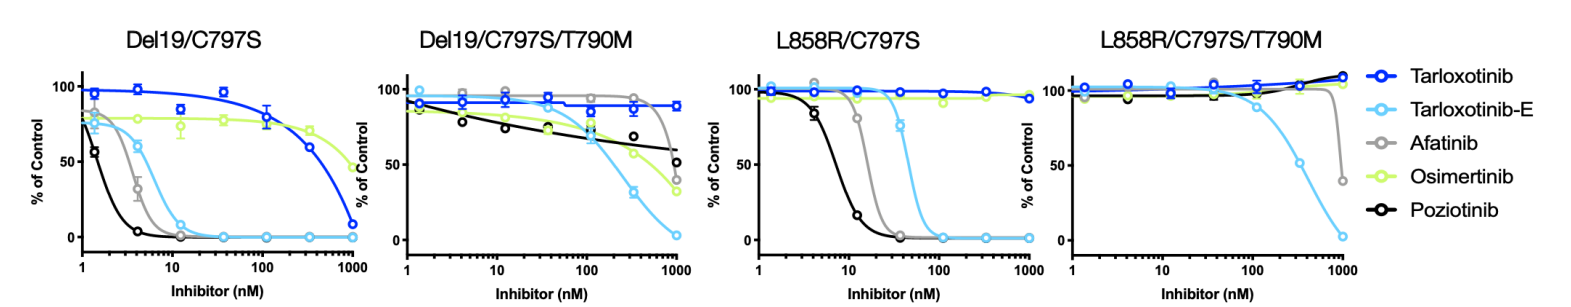 Del19/C797S
Del19/C797S/T790M
L858R/C797S
L858R/C797S/T790M
% of Control
100
50
0
1
10
100
1000
Inhibitor (nM)
% of Control
100
50
0
1
10
100
1000
Inhibitor (nM)
% of Control
100
50
0
1
10
100
1000
Inhibitor (nM)
% of Control
100
50
0
1
10
100
1000
Inhibitor (nM)
Tarloxotinib
Tarloxotinib-E
Afatinib
Osimertinib
Poziotinib